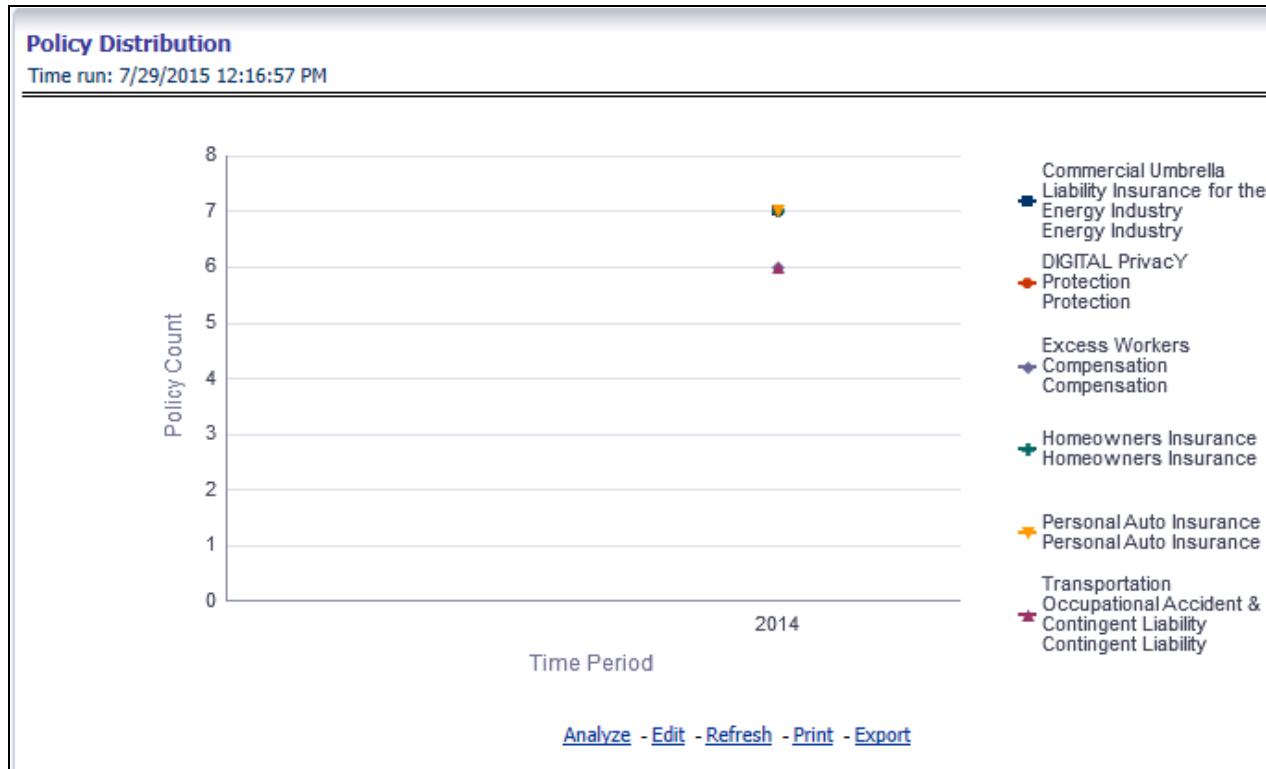 Policy Distribution
Time run: 7/29/2015 12:16:57 PM
8
7
6
5
4
3
2
1
0
Policy Count
2014
Time Period
Commercial Umbrella
Liability Insurance for the
Energy Industry
Energy Industry
DIGITAL PrivacY
Protection
Protection
Excess Workers
Compensation
Compensation
Homeowners Insurance
Homeowners Insurance
Personal Auto Insurance
Personal Auto Insurance
Transportation
Occupational Accident &
Contingent Liability
Contingent Liability
Analyze - Edit - Refresh - Print - Export